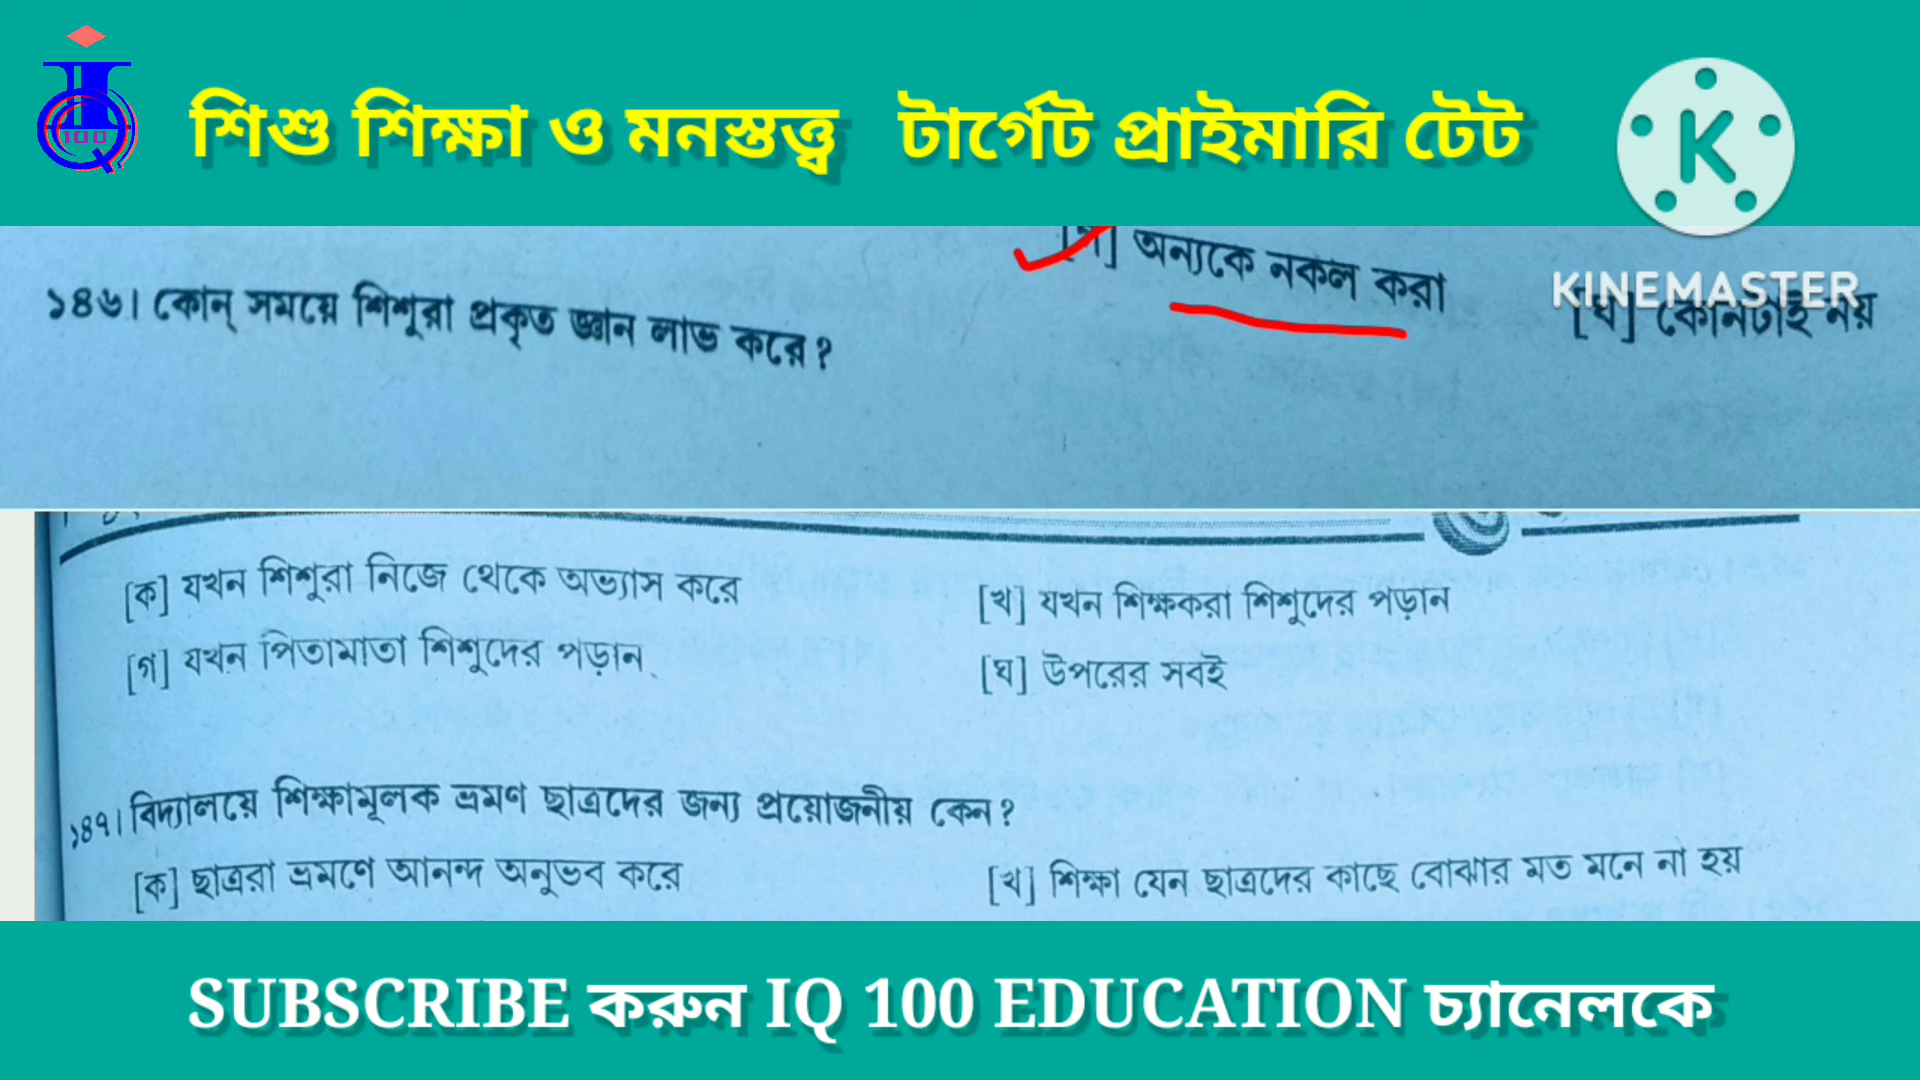 শিশু শিক্ষা ও মনস্তত্ত্ব টার্গেট প্রাইমারি টেট
100
K
KINEMASTER
[গ] অন্যকে নকল করা [ঘ] কোনটাই নয়
১৪৬। কোন্ সময়ে শিশুরা প্রকৃত জ্ঞান লাভ করে?
[ক] যখন শিশুরা নিজে থেকে অভ্যাস করে [খ] যখন শিক্ষকরা শিশুদের পড়ান
[গ] যখন পিতামাতা শিশুদের পড়ান [ঘ] উপরের সবই
১৪৭। বিদ্যালয়ে শিক্ষামূলক ভ্রমণ ছাত্রদের জন্য প্রয়োজনীয় কেন?
[ক] ছাত্ররা ভ্রমণে আনন্দ অনুভব করে [খ] শিক্ষা যেন ছাত্রদের কাছে বোঝার মত মনে না হয়
SUBSCRIBE করুন IQ 100 EDUCATION চ্যানেলকে